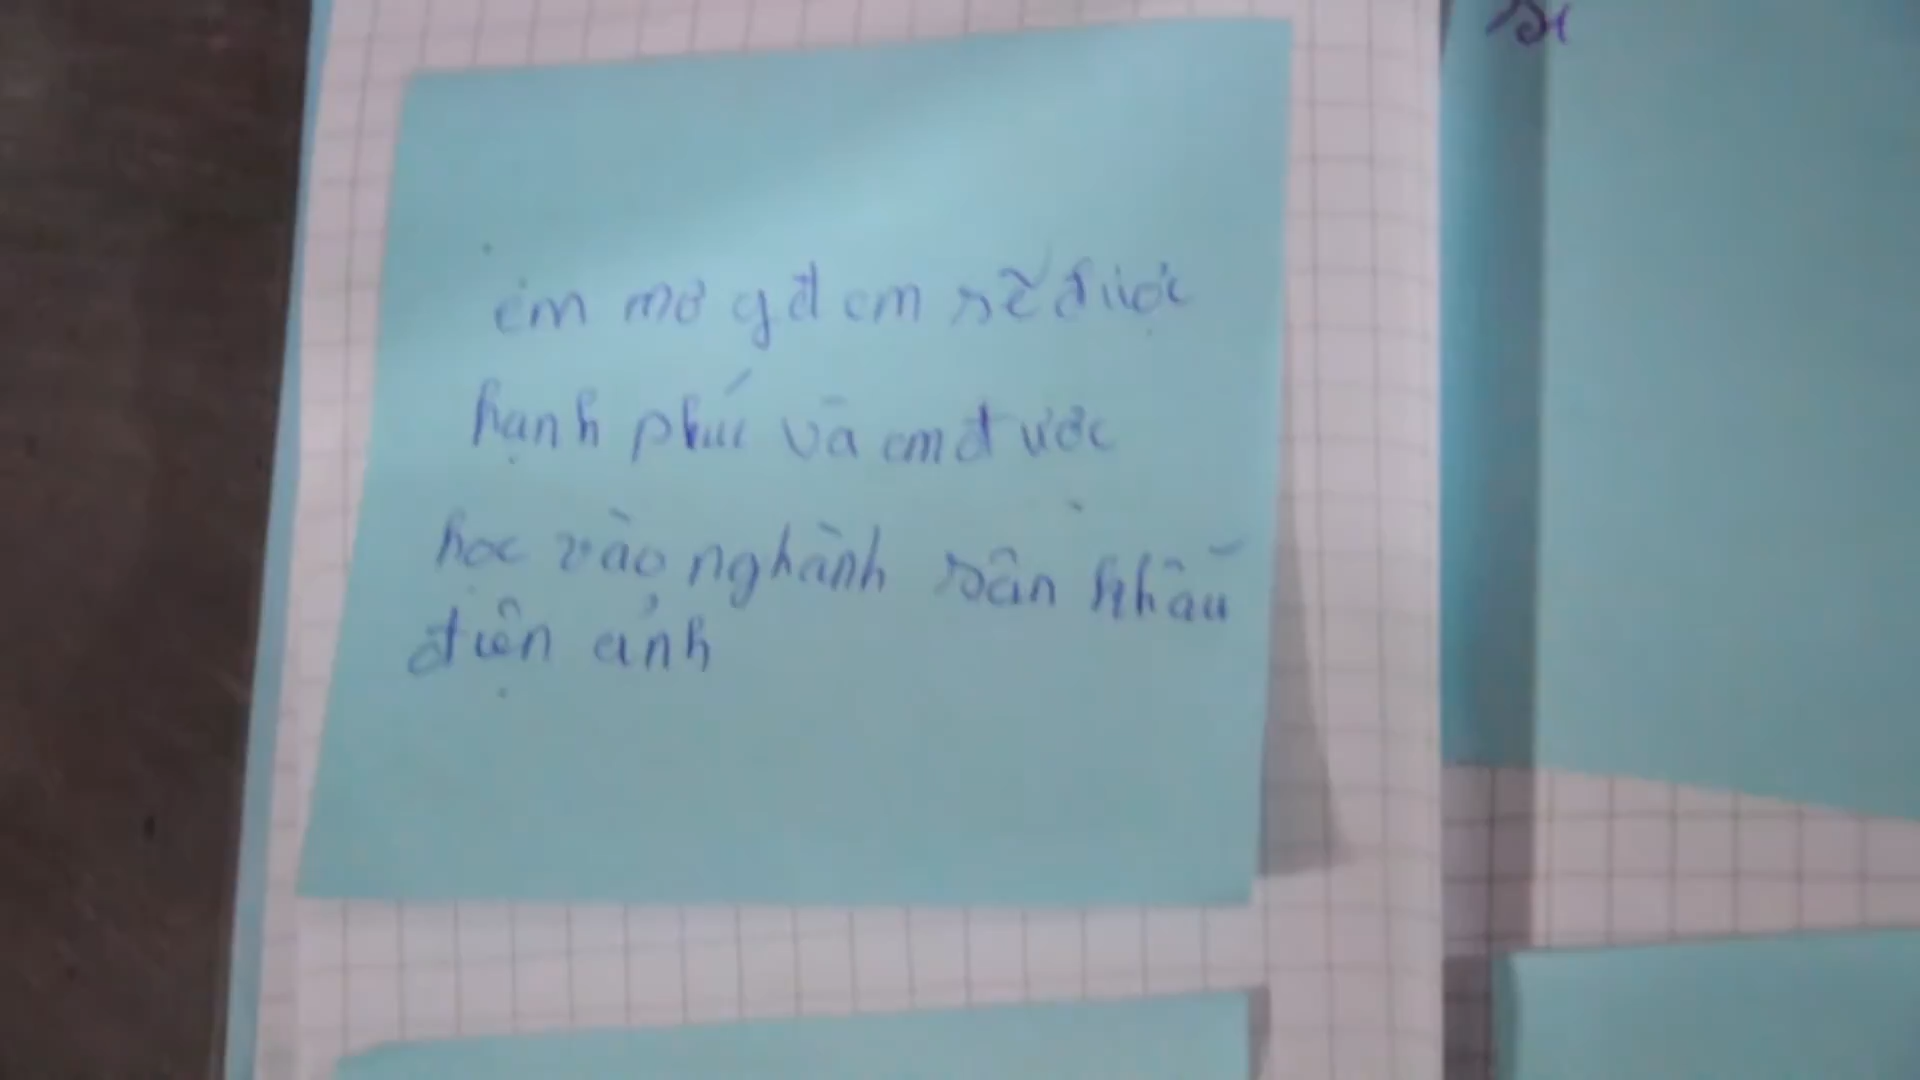 em mơ gđ em sẽ được
hạnh phúc và em được
học vào nghành sân khấu
điện ảnh